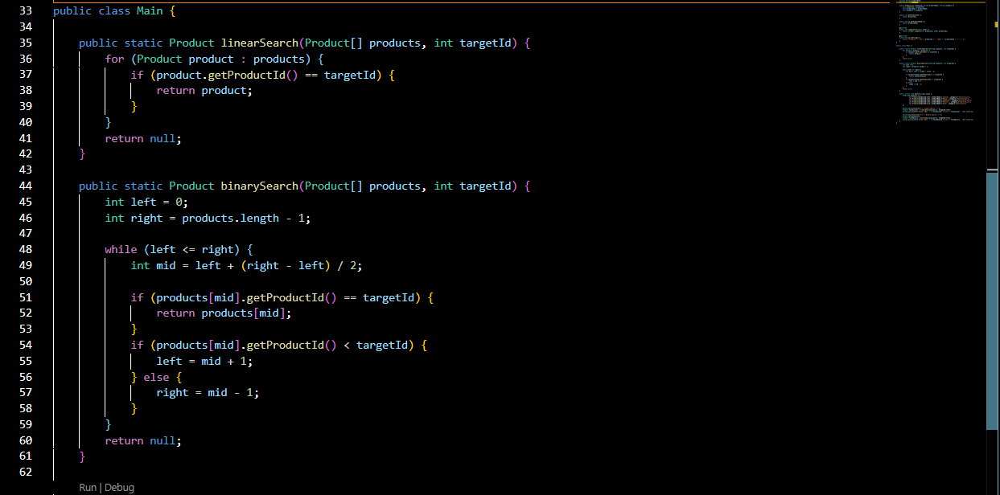 33 public class Main {
34
35     public static Product linearSearch(Product[] products, int targetId) {
36         for (Product product : products) {
37             if (product.getProductId() == targetId) {
38                 return product;
39             }
40         }
41         return null;
42     }
43
44     public static Product binarySearch(Product[] products, int targetId) {
45         int left = 0;
46         int right = products.length - 1;
47
48         while (left <= right) {
49             int mid = left + (right - left) / 2;
50
51             if (products[mid].getProductId() == targetId) {
52                 return products[mid];
53             }
54             if (products[mid].getProductId() < targetId) {
55                 left = mid + 1;
56             } else {
57                 right = mid - 1;
58             }
59         }
60         return null;
61     }
62
Run | Debug